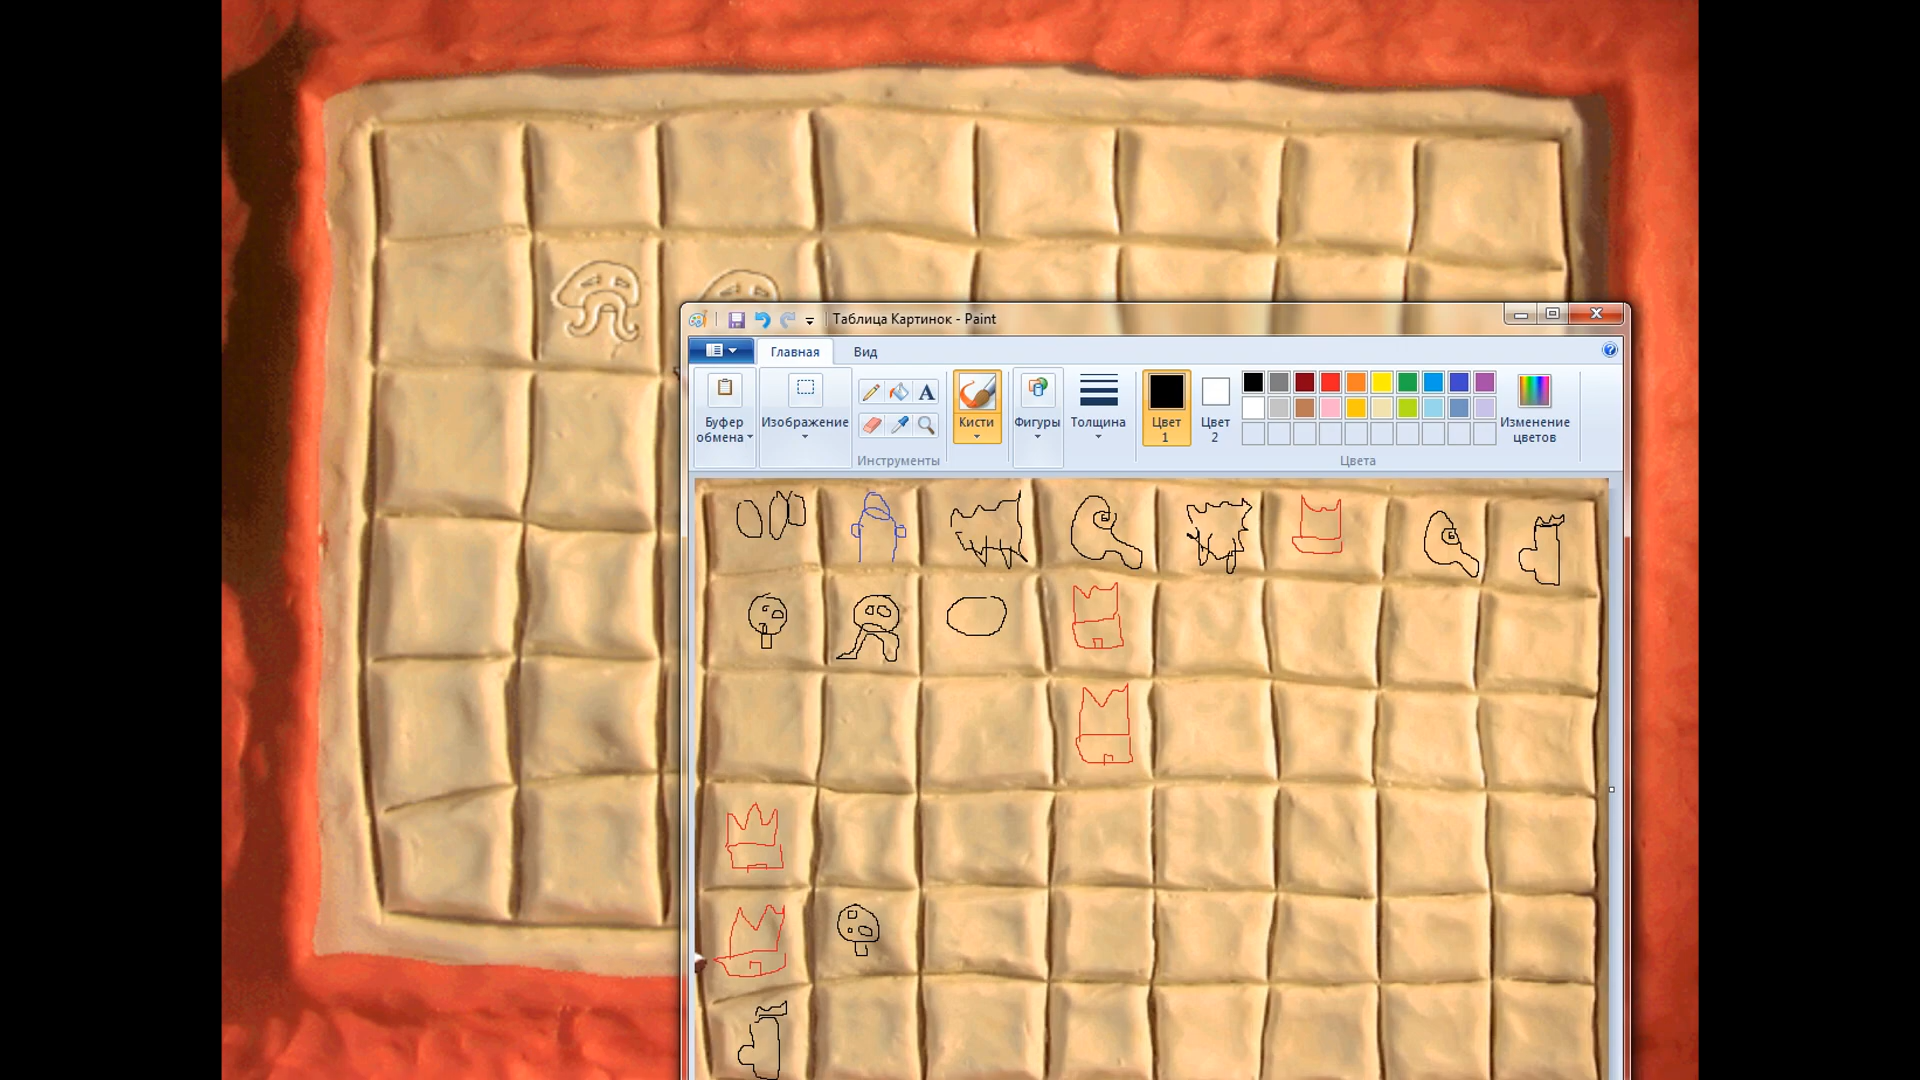 Таблица Картинок - Paint
Главная
Вид
Буфер
обмена
Изображение
Инструменты
Кисти
Фигуры
Толщина
Цвет
1
Цвет
2
Цвета
Изменение
цветов